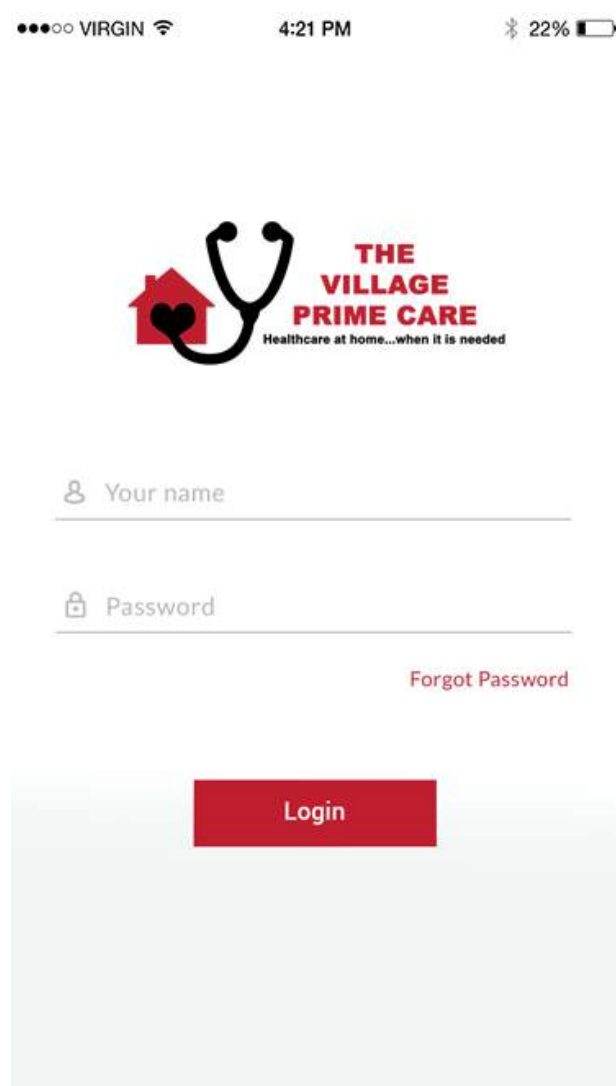 VIRGIN 4:21 PM 22%
THE
VILLAGE
PRIME CARE
Healthcare at home...when it is needed
Your name
Password
Forgot Password
Login